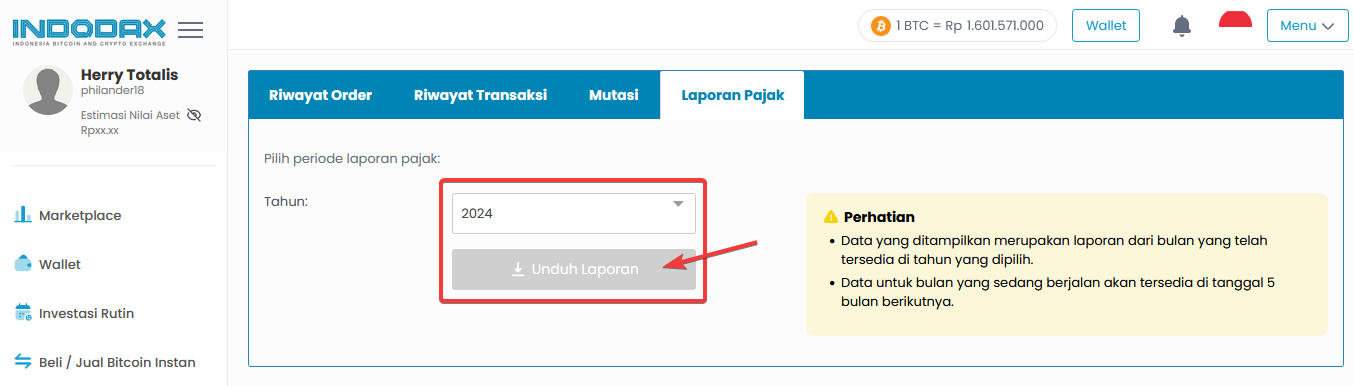 INDODAX
INDONESIA BITCOIN AND CRYPTO EXCHANGE
1 BTC = Rp 1.601.571.000
Wallet
Menu
Herry Totalis
philander18
Estimasi Nilai Aset
Rpxx.xx
Marketplace
Wallet
Investasi Rutin
Beli / Jual Bitcoin Instan
Riwayat Order
Riwayat Transaksi
Mutasi
Laporan Pajak
Pilih periode laporan pajak:
Tahun:
2024
Unduh Laporan
Perhatian
• Data yang ditampilkan merupakan laporan dari bulan yang telah
tersedia di tahun yang dipilih.
• Data untuk bulan yang sedang berjalan akan tersedia di tanggal 5
bulan berikutnya.